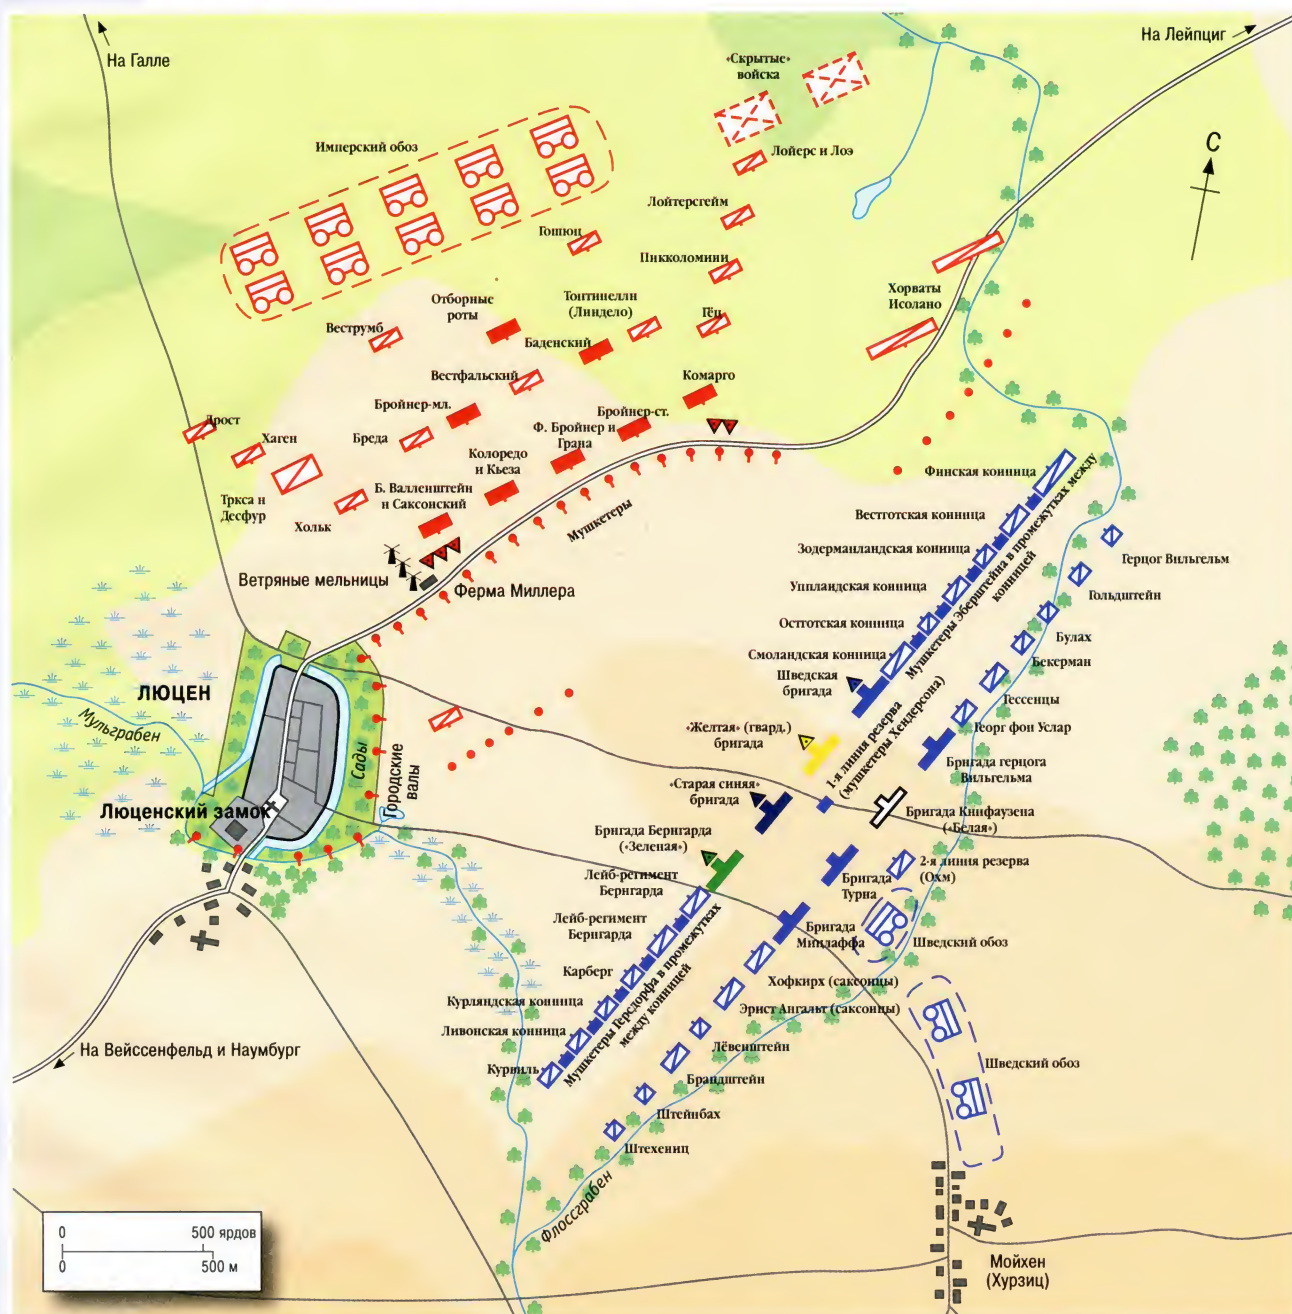 На Галле
На Лейпциг
«Скрытые»
войска
С
Имперский обоз
Лойерс и Лоэ
Лойтерсгейм
Гошюц
Пикколомини
Хорваты
Исолано
Отборные
роты
Тонтинелли
(Линдело)
Гёц
Веструмб
Баденский
Вестфальский
Комарго
Бройнер-мл.
Бройнер-ст.
Дрост
Хаген
Бреда
Ф. Бройнер и
Грана
Колоредо
и Кьеза
Тркса и
Десфур
Б. Валленштейн
и Саксонский
Хольк
Мушкетеры
Ветряные мельницы
Ферма Миллера
Финская конница
Вестготская конница
Зодерманландская конница
Уппландская конница
Остготская конница
Смоландская конница
Мушкетеры Эберштейна в промежутках между
конницей
Герцог Вильгельм
Гольдштейн
Булах
Бекерман
Тессенцы
Георг фон Услар
Бригада герцога
Вильгельма
Шведская
бригада
«Желтая» (гвард.)
бригада
1-я линия резерва
(мушкетеры Хендерсона)
«Старая синяя»
бригада
Бригада Книфаузена
(«Белая»)
ЛЮЦЕН
Мульграбен
Сады
Городские
валы
Люценский замок
Бригада Бернгарда
(«Зеленая»)
Лейб-регимент
Бернгарда
2-я линия резерва
(Охм)
Бригада
Турна
Лейб-регимент
Бернгарда
Бригада
Мицлаффа
Шведский обоз
Карберг
Хофкирх (саксонцы)
Курляндская конница
Эрнст Ангальт (саксонцы)
Ливонская конница
Мушкетеры Герсдорфа в промежутках
между конницей
Лёвенштейн
Курвиль
Брандштейн
Шведский обоз
На Вейссенфельд и Наумбург
Штейнбах
Штехениц
Флоссграбен
0 500 ярдов
0 500 м
Мойхен
(Хурзиц)